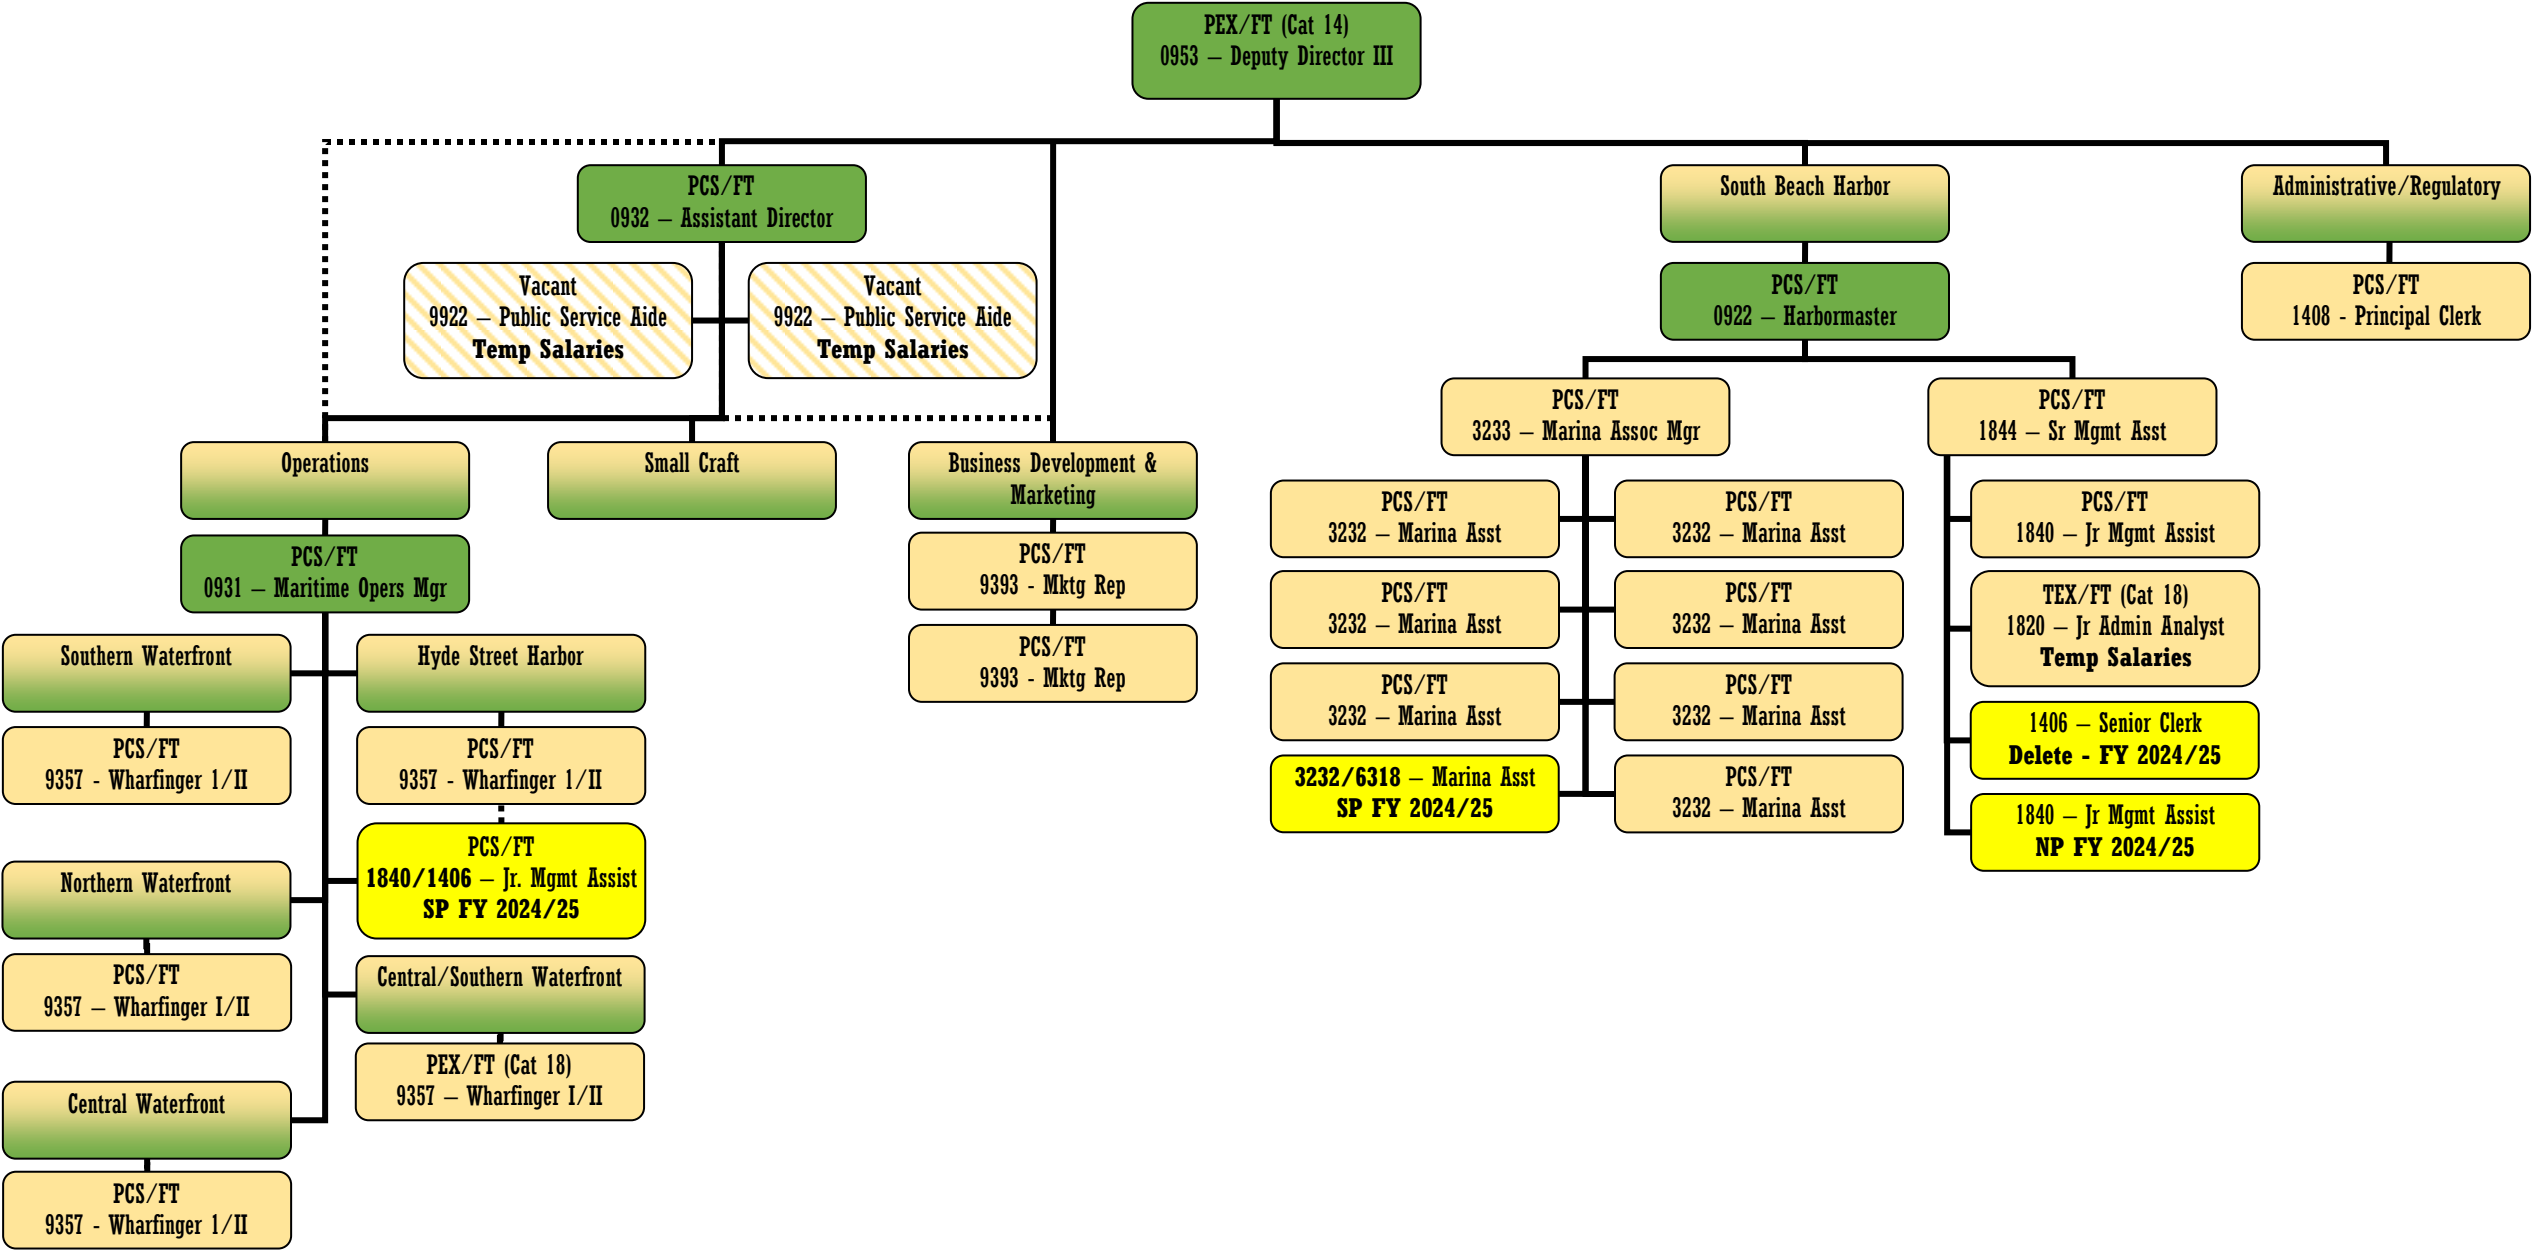 PEX/FT (Cat 14)
0953 – Deputy Director III
PCS/FT
0932 – Assistant Director
South Beach Harbor
Administrative/Regulatory
Vacant
9922 – Public Service Aide
Temp Salaries
Vacant
9922 – Public Service Aide
Temp Salaries
PCS/FT
0922 – Harbormaster
PCS/FT
1408 - Principal Clerk
PCS/FT
3233 – Marina Assoc Mgr
PCS/FT
1844 – Sr Mgmt Asst
Operations
Small Craft
Business Development &
Marketing
PCS/FT
0931 – Maritime Opers Mgr
PCS/FT
9393 - Mktg Rep
PCS/FT
9393 - Mktg Rep
Southern Waterfront
Hyde Street Harbor
PCS/FT
9357 - Wharfinger 1/II
PCS/FT
9357 - Wharfinger 1/II
PCS/FT
1840/1406 – Jr. Mgmt Assist
SP FY 2024/25
Northern Waterfront
PCS/FT
9357 – Wharfinger I/II
Central/Southern Waterfront
PEX/FT (Cat 18)
9357 – Wharfinger I/II
Central Waterfront
PCS/FT
9357 - Wharfinger 1/II
PCS/FT
3232 – Marina Asst
PCS/FT
3232 – Marina Asst
PCS/FT
3232 – Marina Asst
PCS/FT
3232 – Marina Asst
PCS/FT
3232 – Marina Asst
PCS/FT
3232 – Marina Asst
3232/6318 – Marina Asst
SP FY 2024/25
PCS/FT
3232 – Marina Asst
PCS/FT
1840 – Jr Mgmt Assist
TEX/FT (Cat 18)
1820 – Jr Admin Analyst
Temp Salaries
1406 – Senior Clerk
Delete - FY 2024/25
1840 – Jr Mgmt Assist
NP FY 2024/25